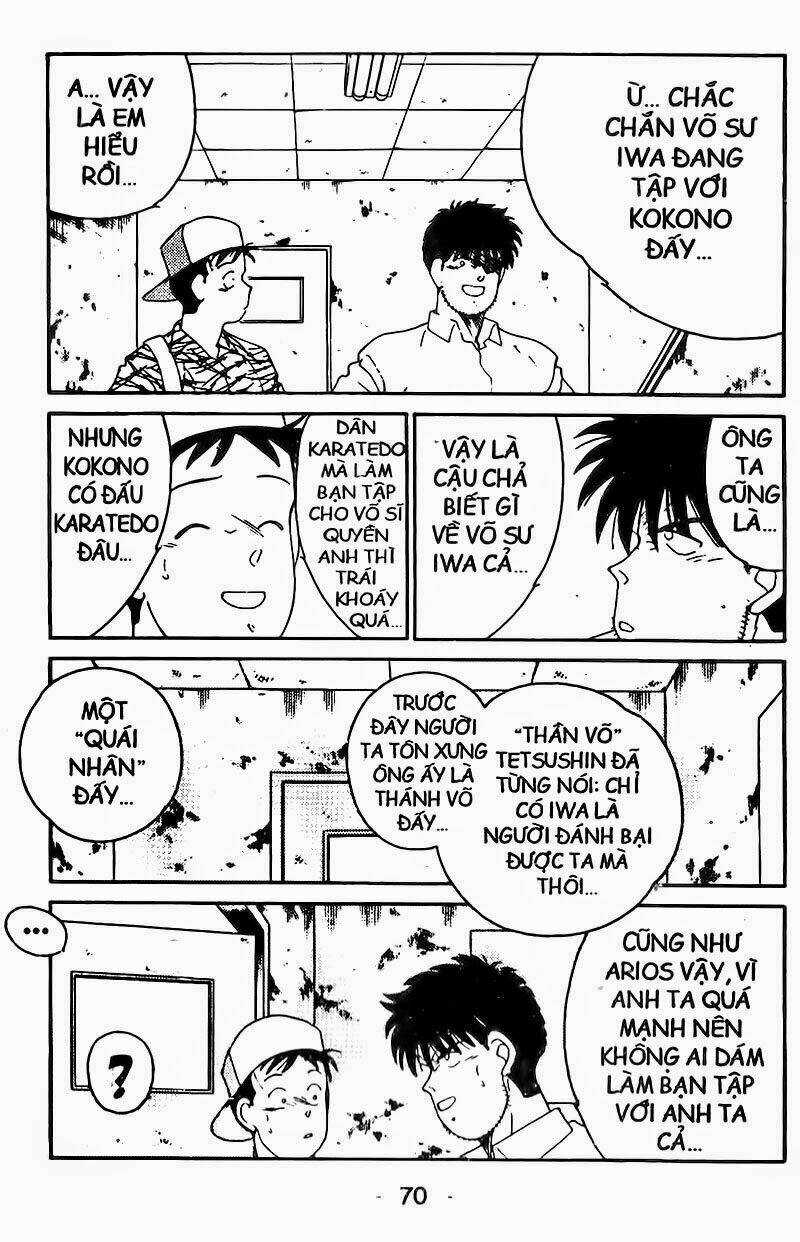 Ừ... CHẮC
CHẮN VÕ SƯ
IWA ĐANG
TẬP VỚI
KOKONO
ĐẤY...
A... VẬY
LÀ EM
HIỂU
RỒI...
ÔNG
TA
CŨNG
LÀ...
VẬY LÀ
CẬU CHẢ
BIẾT GÌ
VỀ VÕ SƯ
IWA CẢ...
DÂN
KARATEDO
MÀ LÀM
BẠN TẬP
CHO VÕ SĨ
QUYỀN
ANH THÌ
TRÁI
KHOÁY
QUÁ...
NHƯNG
KOKONO
CÓ ĐẤU
KARATEDO
ĐÂU...
"THẦN VÕ"
TETSUSHIN ĐÃ
TỪNG NÓI: CHỈ
CÓ IWA LÀ
NGƯỜI ĐÁNH BẠI
ĐƯỢC TA MÀ
THÔI...
TRƯỚC
ĐÂY NGƯỜI
TA TÔN XƯNG
ÔNG ẤY LÀ
THÁNH VÕ
ĐẤY...
MỘT
"QUÁI
NHÂN"
ĐẤY...
CŨNG NHƯ
ARIOS VẬY, VÌ
ANH TA QUÁ
MẠNH NÊN
KHÔNG AI DÁM
LÀM BẠN TẬP
VỚI ANH TA
CẢ...
...
?
- 70 -